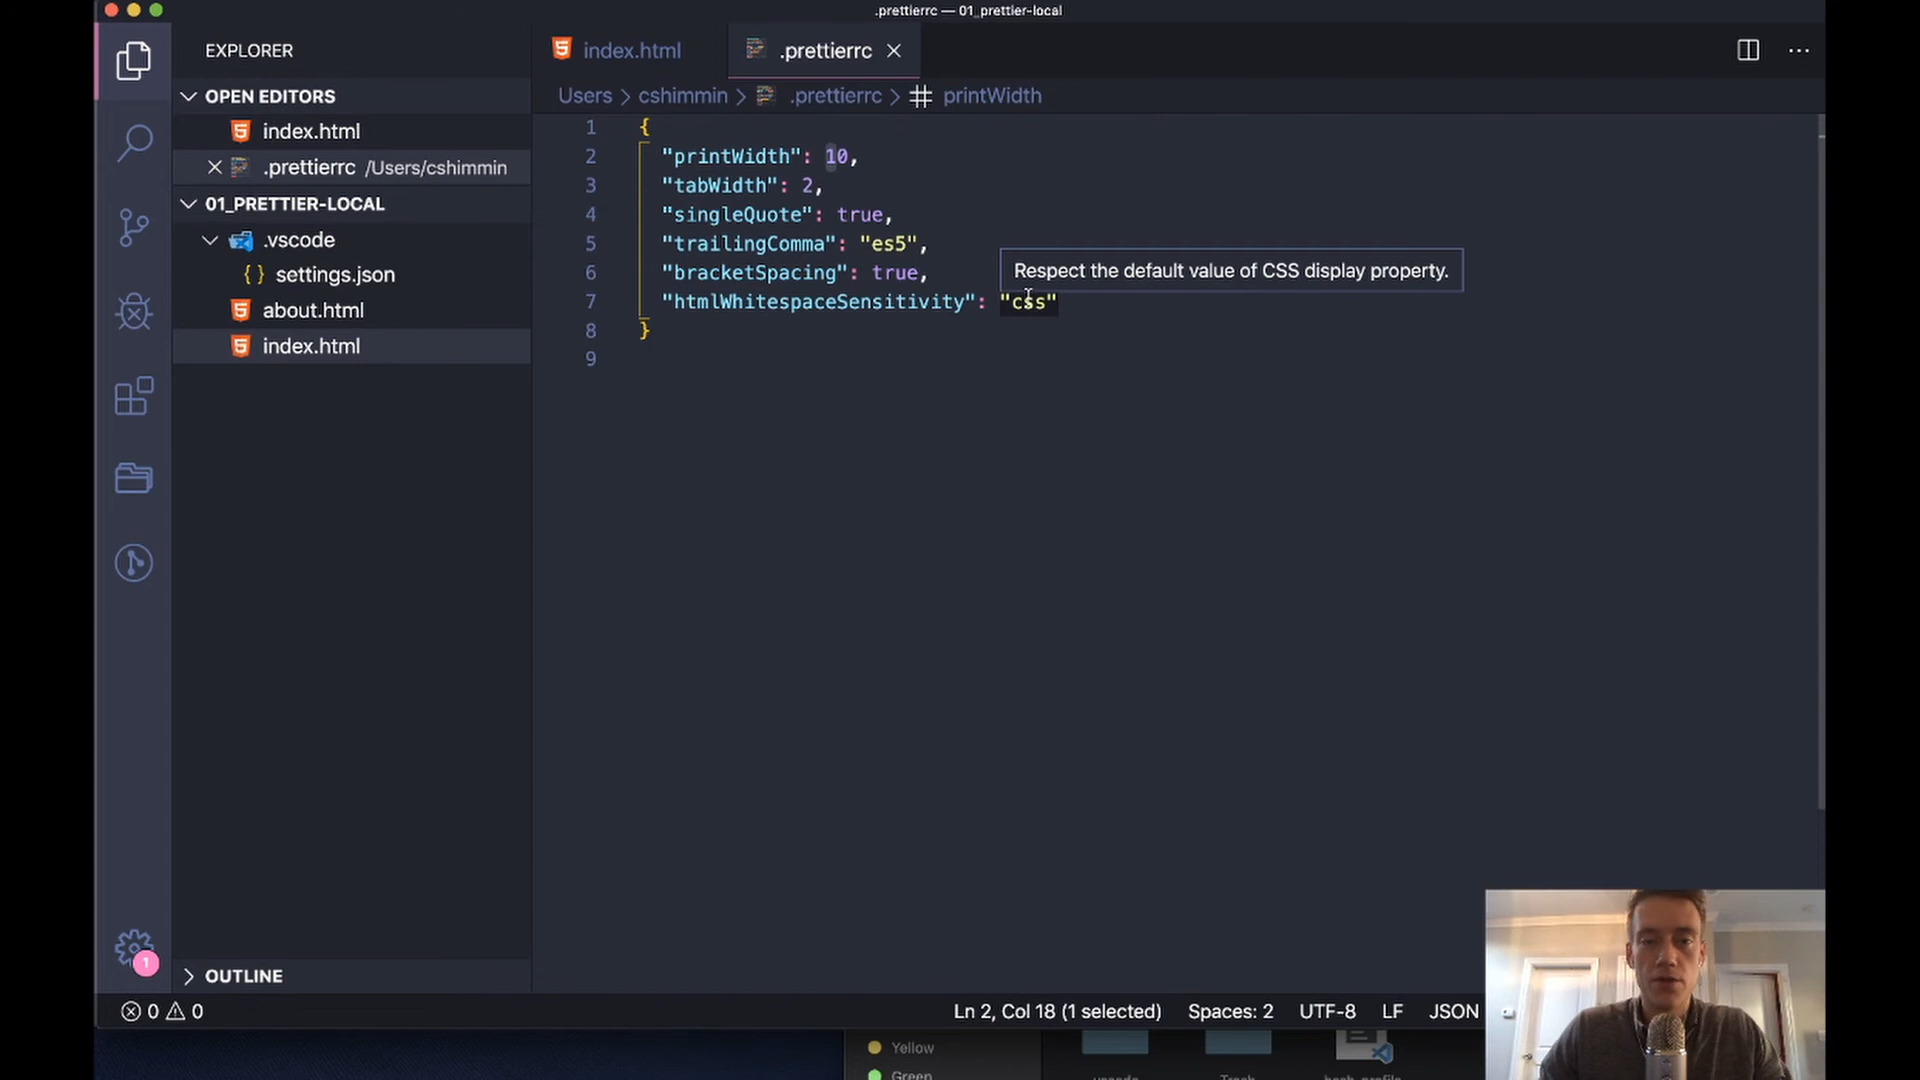 .prettierrc — 01_prettier-local
EXPLORER
index.html
.prettierrc
OPEN EDITORS
index.html
.prettierrc /Users/cshimmin
01_PRETTIER-LOCAL
.vscode
settings.json
about.html
index.html
OUTLINE
Users > cshimmin > .prettierrc > printWidth
1 {
2 "printWidth": 10,
3 "tabWidth": 2,
4 "singleQuote": true,
5 "trailingComma": "es5",
6 "bracketSpacing": true,
Respect the default value of CSS display property.
7 "htmlWhitespaceSensitivity": "css"
8 }
9
1
0 0
Ln 2, Col 18 (1 selected) Spaces: 2 UTF-8 LF JSON
Yellow
Green